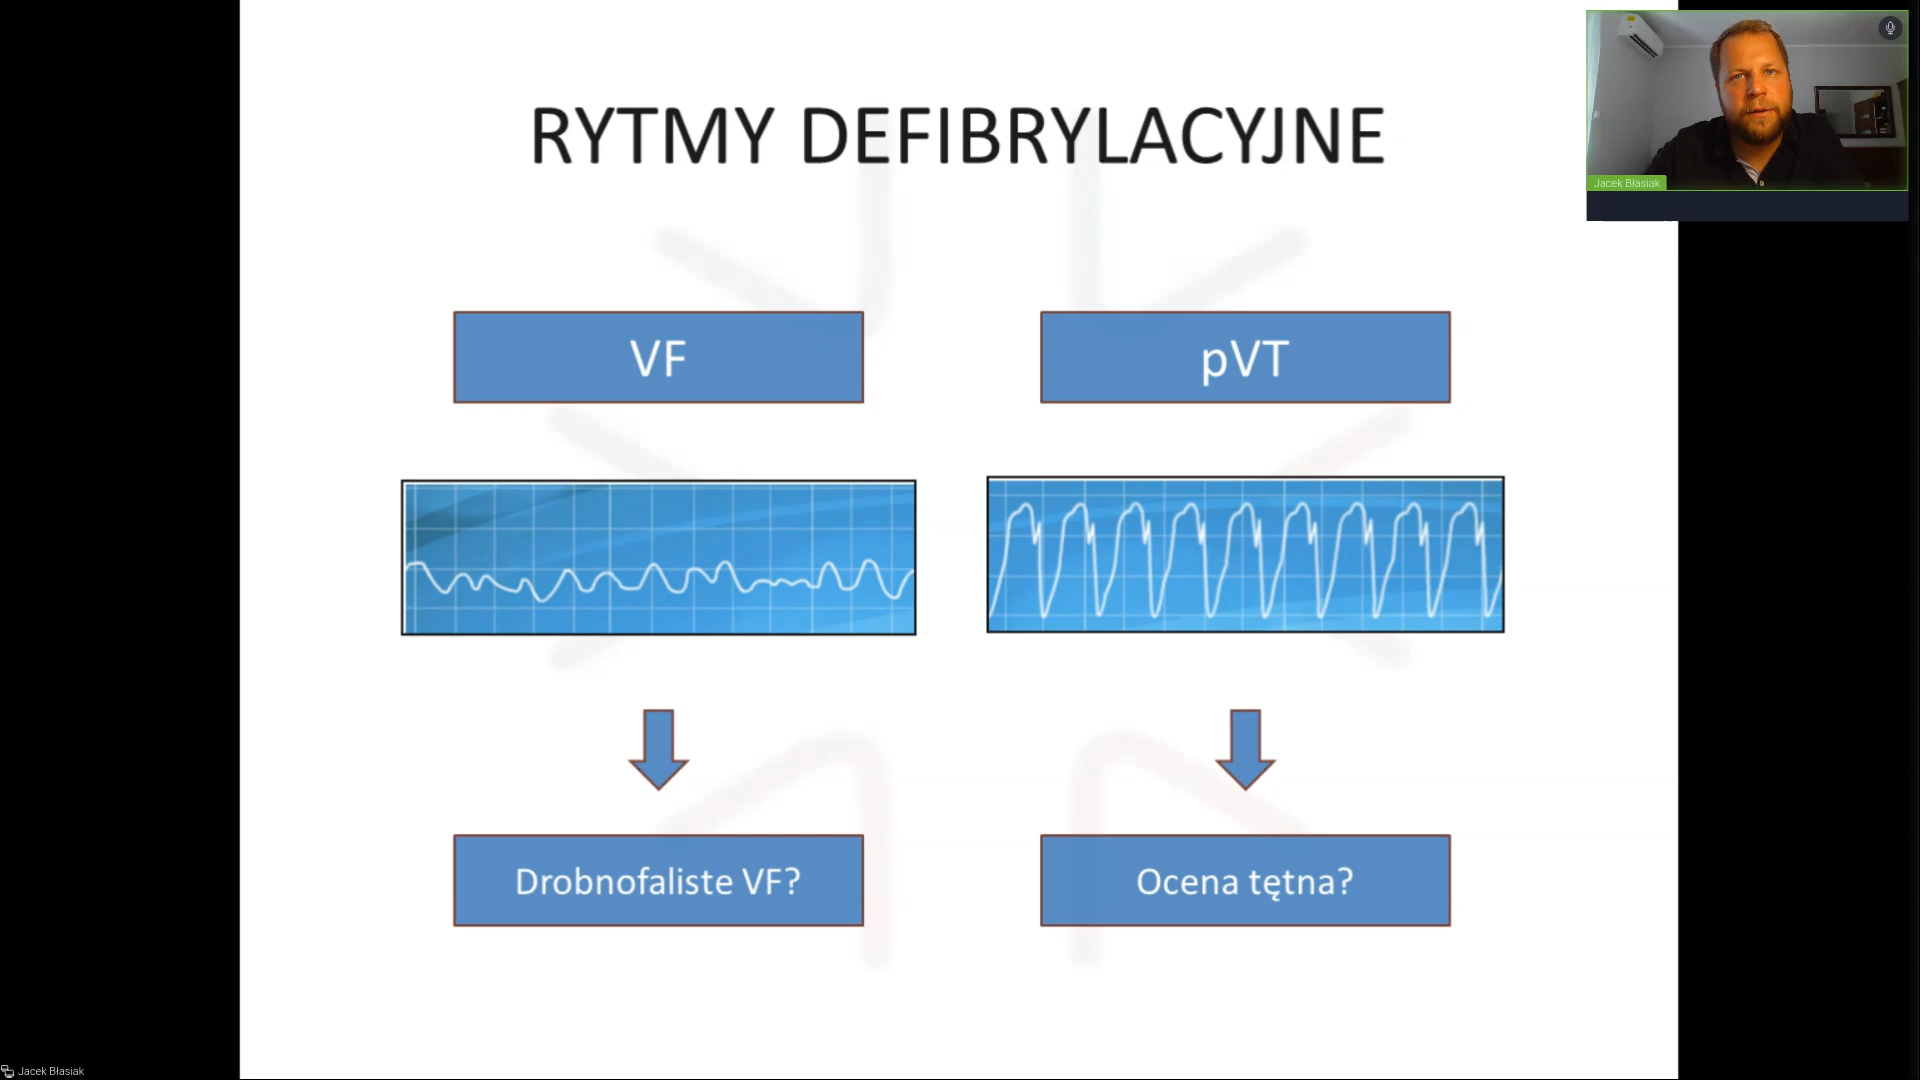 RYTMY DEFIBRYLACYJNE
VF
pVT
Drobnofaliste VF?
Ocena tętna?
Jacek Błasiak
Jacek Błasiak